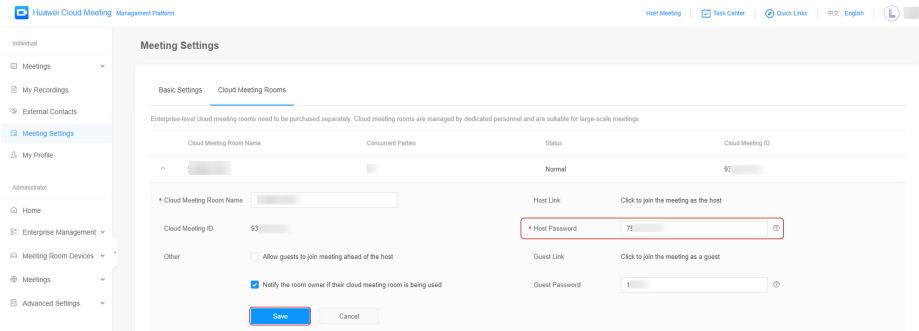 Huawei Cloud Meeting Management Platform
Host Meeting Task Center Quick Links 中文 English L
Individual
Meetings
My Recordings
External Contacts
Meeting Settings
My Profile
Administrator
Home
Enterprise Management
Meeting Room Devices
Meetings
Advanced Settings
Meeting Settings
Basic Settings Cloud Meeting Rooms
Enterprise-level cloud meeting rooms need to be purchased separately. Cloud meeting rooms are managed by dedicated personnel and are suitable for large-scale meetings.
Cloud Meeting Room Name Concurrent Parties Status Cloud Meeting ID
Normal 93
* Cloud Meeting Room Name Host Link Click to join the meeting as the host
Cloud Meeting ID 93 * Host Password 75
Other Allow guests to join meeting ahead of the host Guest Link Click to join the meeting as a guest
Notify the room owner if their cloud meeting room is being used Guest Password 1
Save Cancel